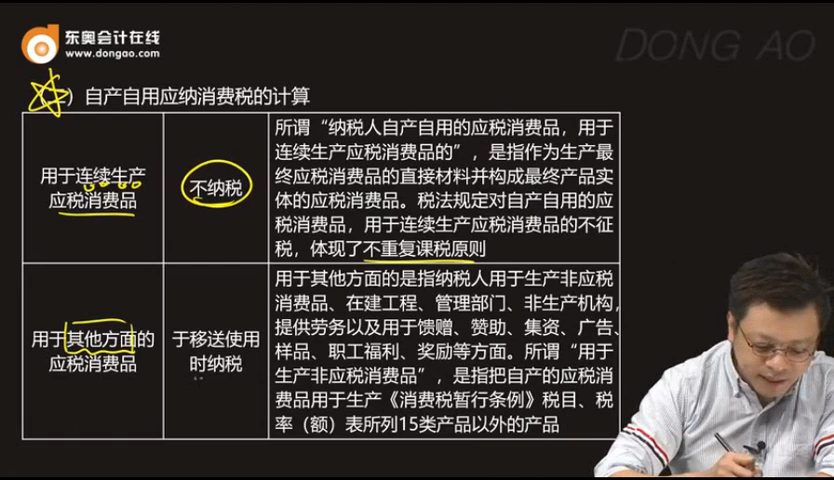 东奥会计在线
www.dongao.com
DONG AO
）自产自用应纳消费税的计算
用于连续生产
应税消费品
不纳税
所谓“纳税人自产自用的应税消费品，用于
连续生产应税消费品的”，是指作为生产最
终应税消费品的直接材料并构成最终产品实
体的应税消费品。税法规定对自产自用的应
税消费品，用于连续生产应税消费品的不征
税，体现了不重复课税原则
用于其他方面的
应税消费品
于移送使用
时纳税
用于其他方面的是指纳税人用于生产非应税
消费品、在建工程、管理部门、非生产机构，
提供劳务以及用于馈赠、赞助、集资、广告、
样品、职工福利、奖励等方面。所谓“用于
生产非应税消费品”，是指把自产的应税消
费品用于生产《消费税暂行条例》税目、税
率（额）表所列15类产品以外的产品